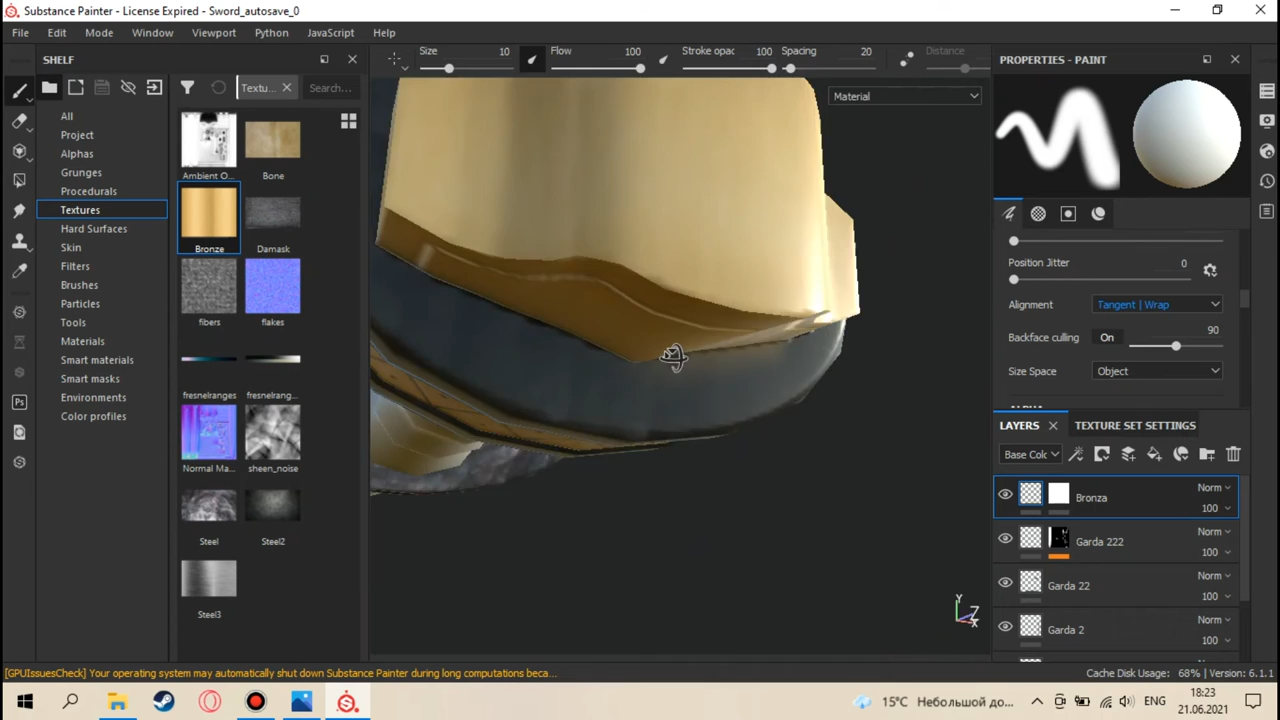 Substance Painter - License Expired - Sword_autosave_0
File Edit Mode Window Viewport Python JavaScript Help
SHELF
Textu...
Search...
All
Project
Alphas
Grunges
Procedurals
Textures
Hard Surfaces
Skin
Filters
Brushes
Particles
Tools
Materials
Smart materials
Smart masks
Environments
Color profiles
Ambient O...
Bone
Bronze
Damask
fibers
flakes
fresnelranges
fresnelrang...
Normal Ma...
sheen_noise
Steel
Steel2
Steel3
Size 10
Flow 100
Stroke opac 100
Spacing 20
Distance
Material
Y
Z
X
PROPERTIES - PAINT
Position Jitter 0
Alignment Tangent | Wrap
Backface culling On 90
Size Space Object
LAYERS
TEXTURE SET SETTINGS
Base Colc
Bronza Norm 100
Garda 222 Norm 100
Garda 22 Norm 100
Garda 2 Norm 100
[GPUIssuesCheck] Your operating system may automatically shut down Substance Painter during long computations beca...
Cache Disk Usage: 68% | Version: 6.1.1
Ps
15°C Небольшой до...
ENG
18:23
21.06.2021